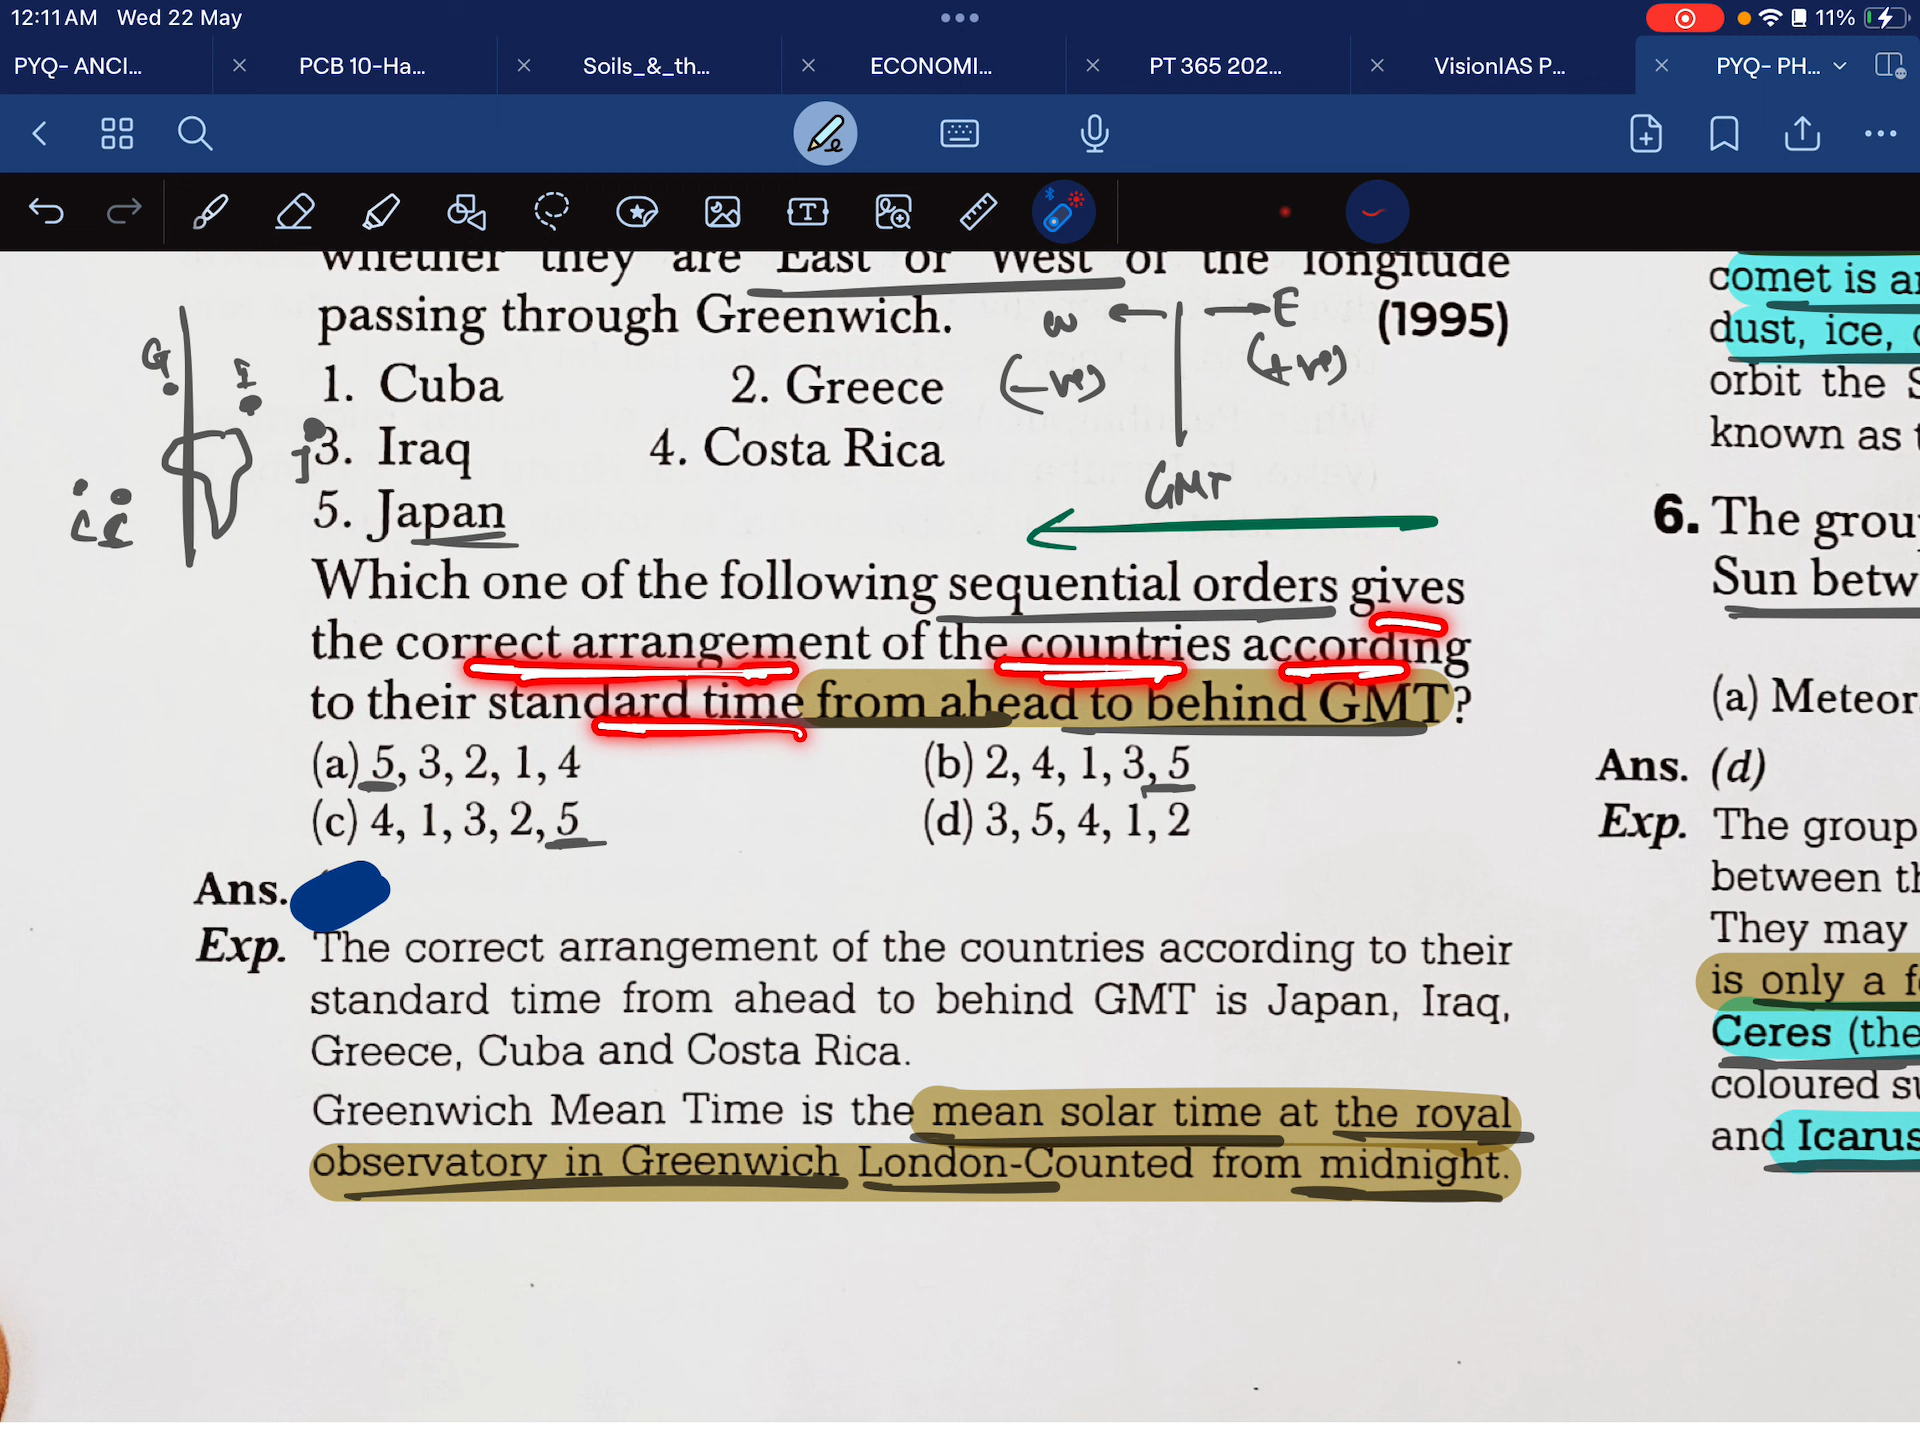 12:11 AM Wed 22 May
11%
PYQ- ANCI...
PCB 10-Ha...
Soils_&_th...
ECONOMI...
PT 365 202...
VisionIAS P...
PYQ- PH...
whether they are East or West of the longitude
passing through Greenwich. (1995)
W E
(-ve) (+ve)
GMT
G
I
J
C C
1. Cuba 2. Greece
3. Iraq 4. Costa Rica
5. Japan
Which one of the following sequential orders gives
the correct arrangement of the countries according
to their standard time from ahead to behind GMT?
(a) 5, 3, 2, 1, 4 (b) 2, 4, 1, 3, 5
(c) 4, 1, 3, 2, 5 (d) 3, 5, 4, 1, 2
Ans.
Exp. The correct arrangement of the countries according to their
standard time from ahead to behind GMT is Japan, Iraq,
Greece, Cuba and Costa Rica.
Greenwich Mean Time is the mean solar time at the royal
observatory in Greenwich London-Counted from midnight.
comet is
dust, ice,
orbit the
known as
6. The
Sun
(a)
Ans. (d)
Exp. The group
between
They may
is only a
Ceres (the
coloured
and Icarus